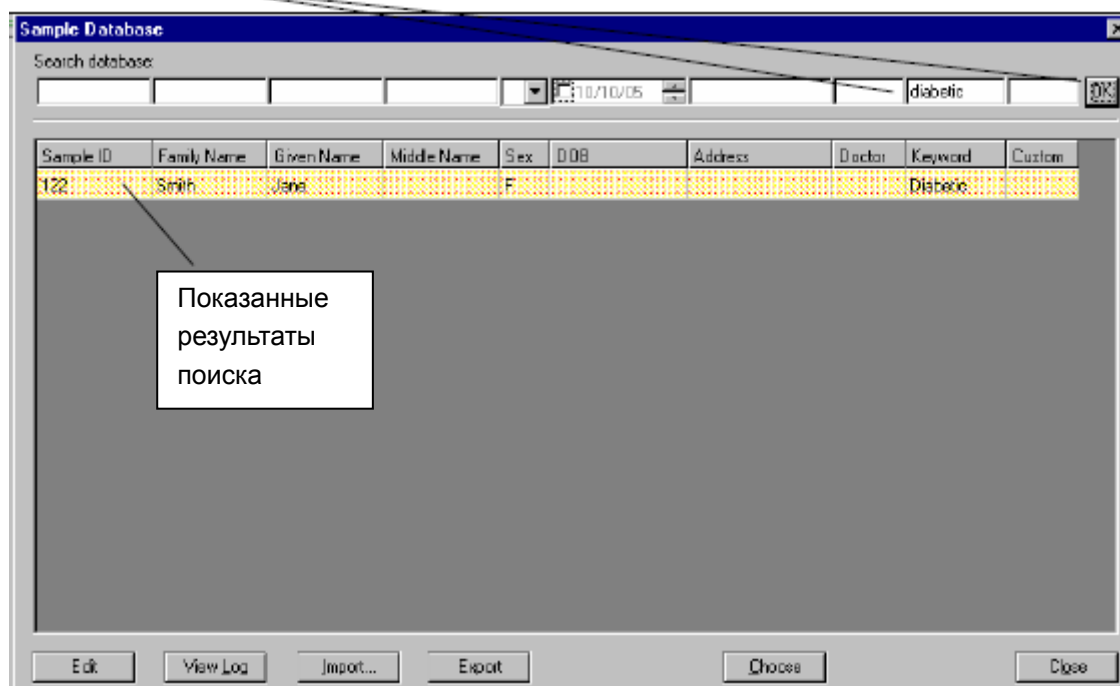 Sample Database
Search database:
10/10/05 diabetic OK
Sample ID Family Name Given Name Middle Name Sex DOB Address Doctor Keyword Custom
122 Smith Jane F Diabetic
Показанные
результаты
поиска
Edit View Log Import... Export Choose Close